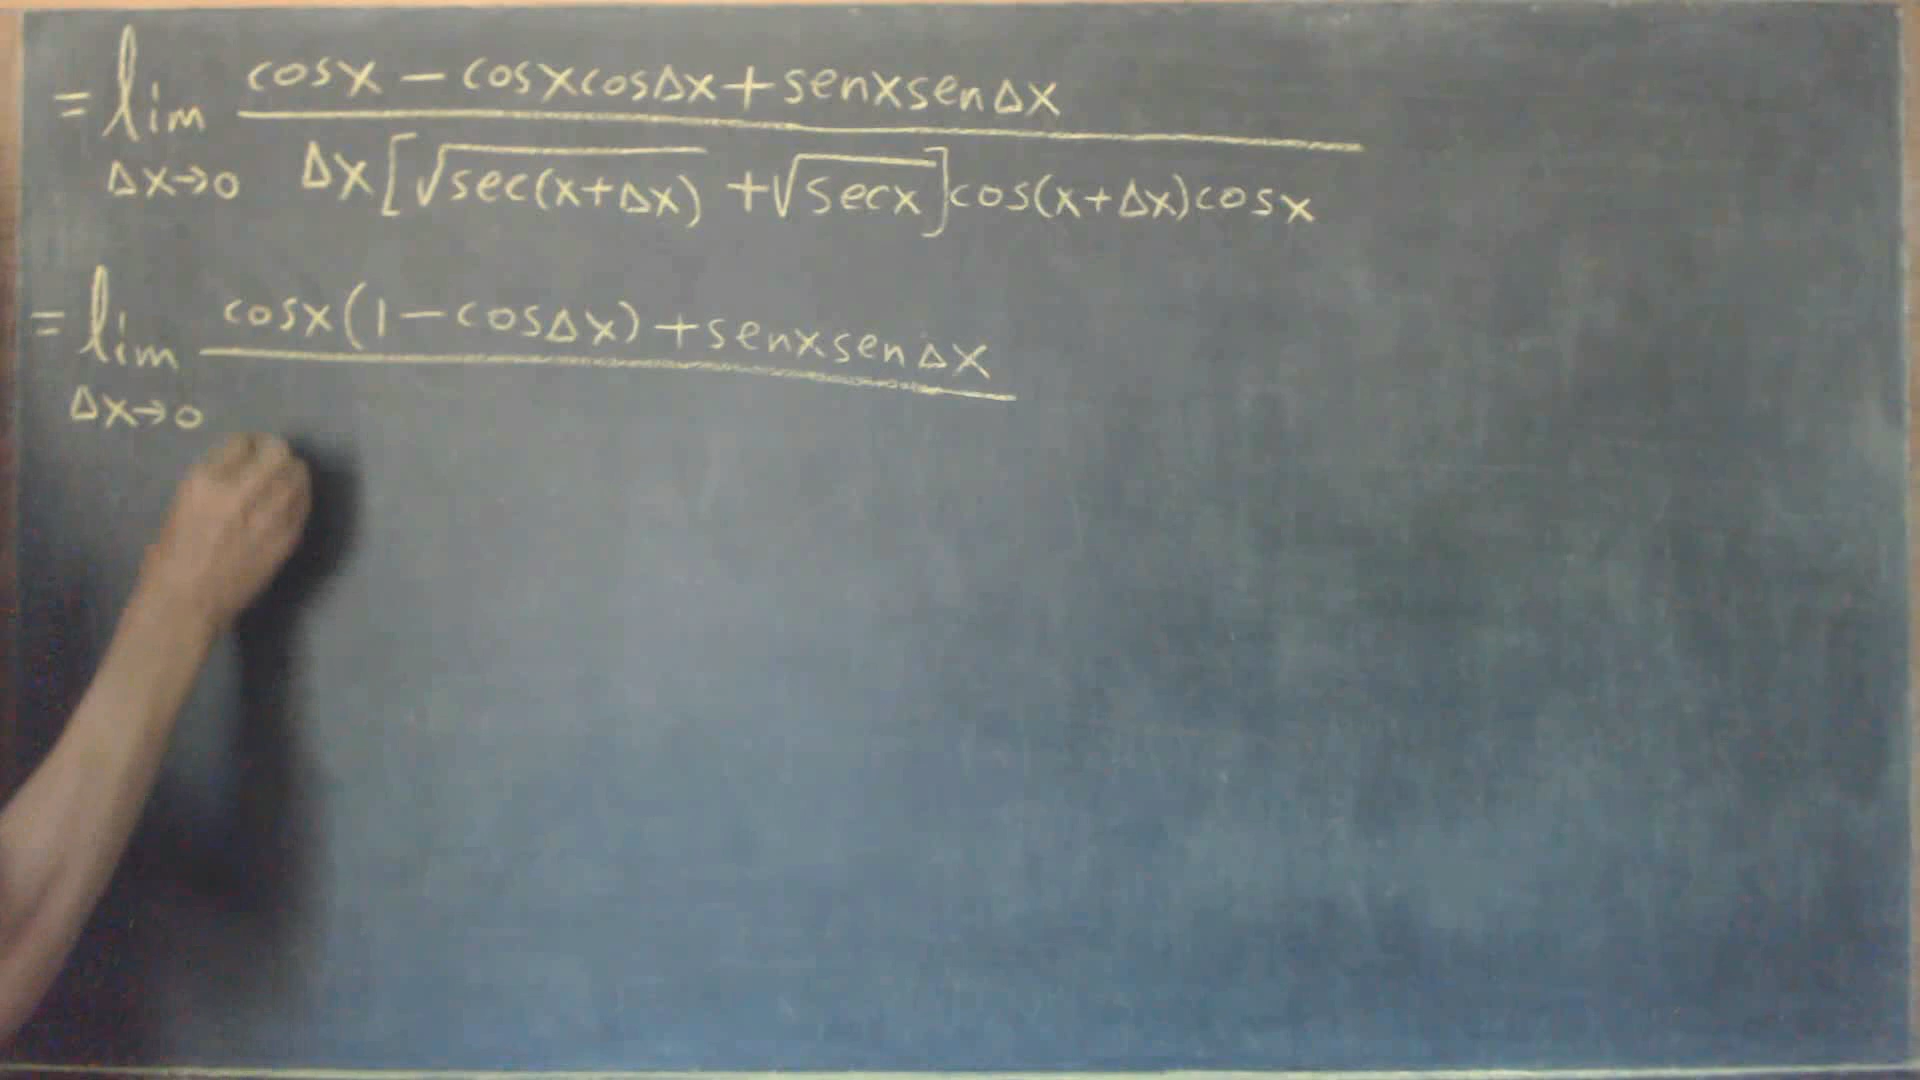 = lim cosx − cosxcosΔx + senxsenΔx
Δx→0 Δx[√sec(x+Δx) + √secx]cos(x+Δx)cosx
= lim cosx(1−cosΔx) + senxsenΔx
Δx→0